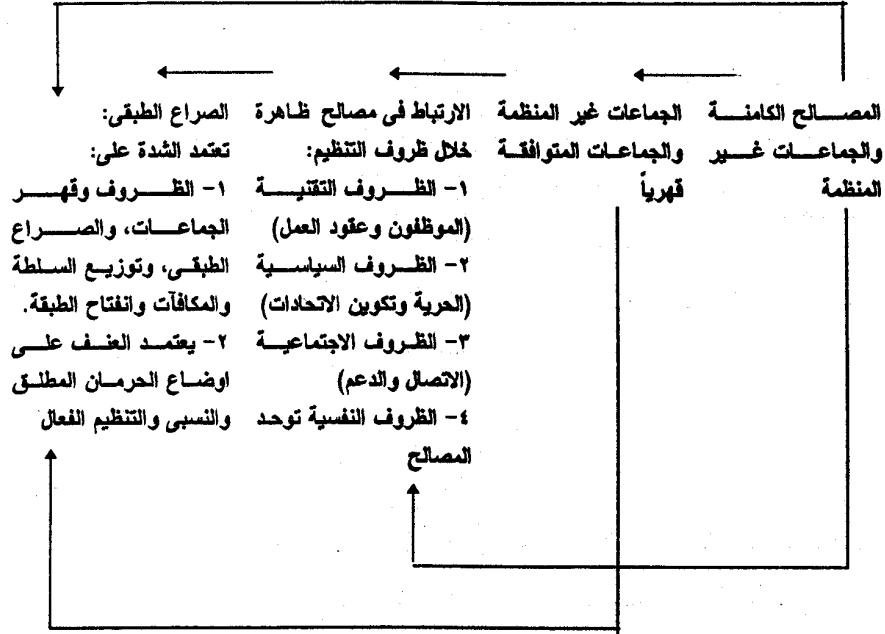 المصالح الكامنة
والجماعات غير
المنظمة
الجماعات غير المنظمة
والجماعات المتوافقة
قهرياً
الارتباط فى مصالح ظاهرة
خلال ظروف التنظيم:
١- الظروف التقنية
(الموظفون وعقود العمل)
٢- الظروف السياسية
(الحرية وتكوين الاتحادات)
٣- الظروف الاجتماعية
(الاتصال والدعم)
٤- الظروف النفسية توحد
المصالح
الصراع الطبقى:
تعتمد الشدة على:
١- الظروف وقهر
الجماعات، والصراع
الطبقى، وتوزيع السلطة
والمكافآت وانفتاح الطبقة.
٢- يعتمد العنف على
اوضاع الحرمان المطلق
والنسبى والتنظيم الفعال